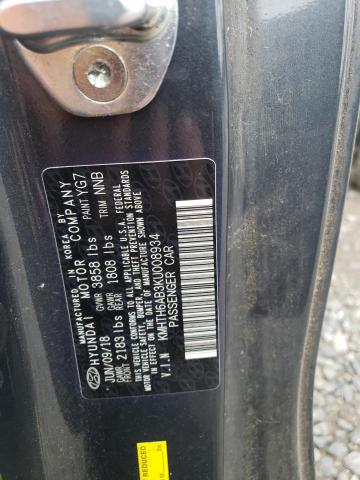 MANUFACTURED IN KOREA BY
HYUNDAI MOTOR COMPANY
JUN/09/18 GVWR 3858 lbs PAINT YG7
GAWR FRONT 2183 lbs GAWR REAR 1808 lbs TRIM NNB
THIS VEHICLE CONFORMS TO ALL APPLICABLE U.S.A. FEDERAL
MOTOR VEHICLE SAFETY, BUMPER, AND THEFT PREVENTION STANDARDS
IN EFFECT ON THE DATE OF MANUFACTURE SHOWN ABOVE.
V.I.N KMHTH6AB3KU008934
PASSENGER CAR
REDUCED